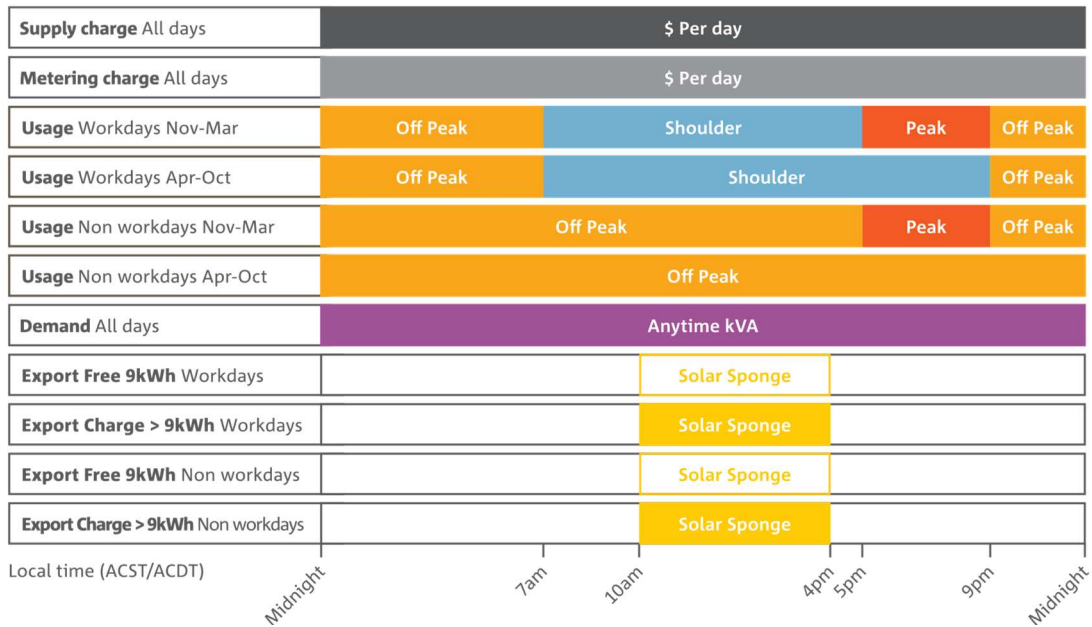 Supply charge All days $ Per day
Metering charge All days $ Per day
Usage Workdays Nov-Mar Off Peak Shoulder Peak Off Peak
Usage Workdays Apr-Oct Off Peak Shoulder Off Peak
Usage Non workdays Nov-Mar Off Peak Peak Off Peak
Usage Non workdays Apr-Oct Off Peak
Demand All days Anytime kVA
Export Free 9kWh Workdays Solar Sponge
Export Charge > 9kWh Workdays Solar Sponge
Export Free 9kWh Non workdays Solar Sponge
Export Charge > 9kWh Non workdays Solar Sponge
Local time (ACST/ACDT) Midnight 7am 10am 4pm 5pm 9pm Midnight